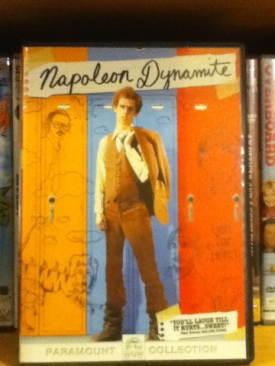 Napoleon Dynamite
"YOU'LL LAUGH TILL
IT HURTS...SWEET!"
PARAMOUNT COLLECTION